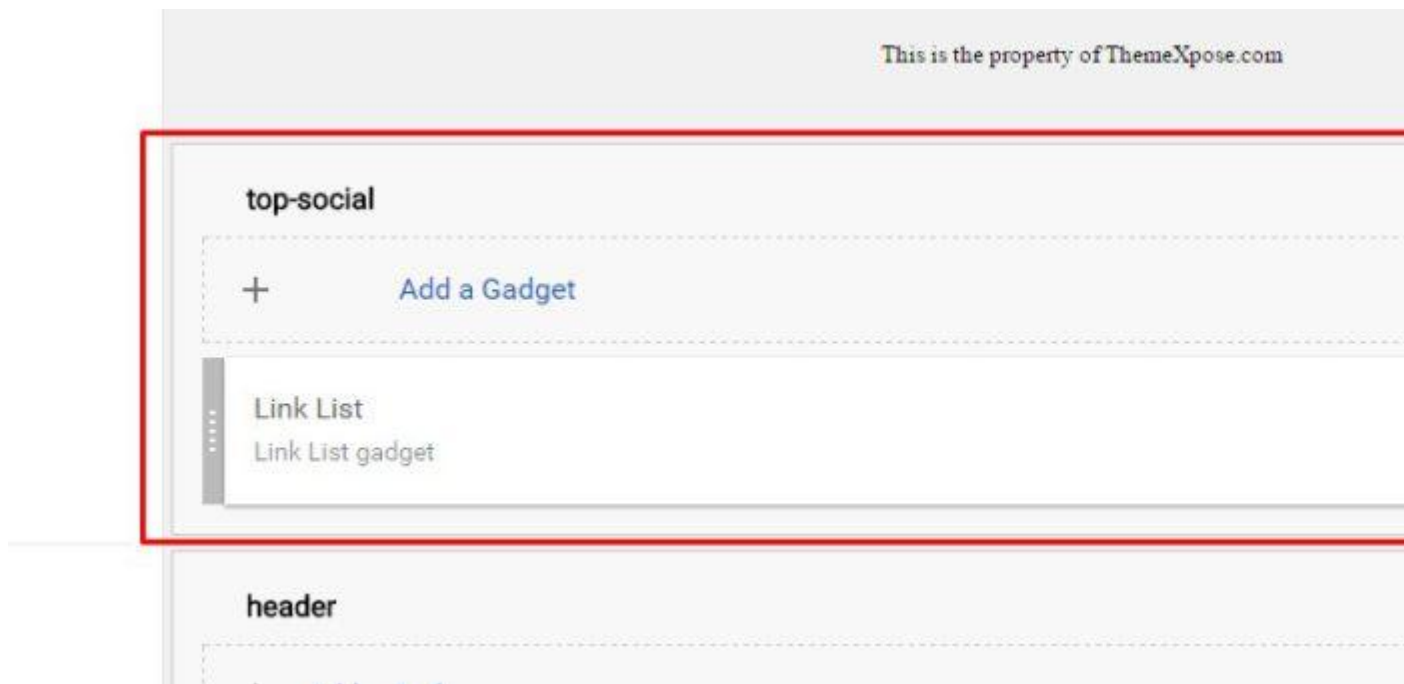 This is the property of ThemeXpose.com
top-social
+ Add a Gadget
Link List
Link List gadget
header